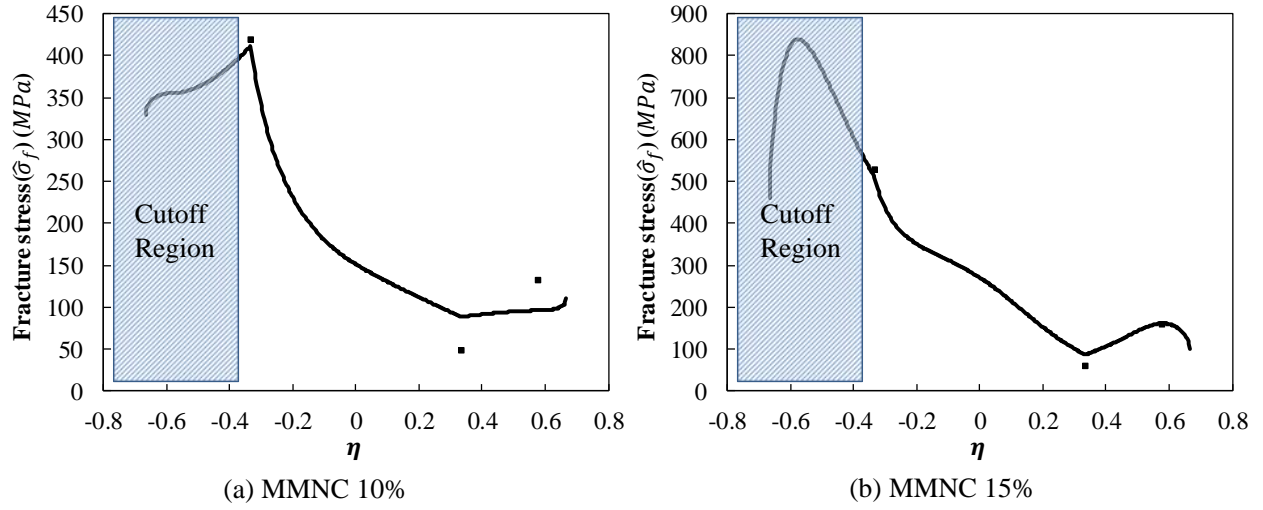 Fracture stress(σ̂_f) (MPa)
450
400
350
300
250
200
150
100
50
0
Cutoff
Region
-0.8 -0.6 -0.4 -0.2 0 0.2 0.4 0.6 0.8
η
(a) MMNC 10%
Fracture stress(σ̂_f) (MPa)
900
800
700
600
500
400
300
200
100
0
Cutoff
Region
-0.8 -0.6 -0.4 -0.2 0 0.2 0.4 0.6 0.8
η
(b) MMNC 15%